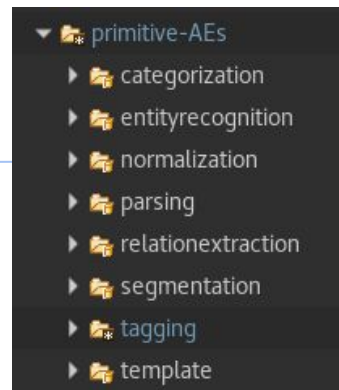 primitive-AEs
categorization
entityrecognition
normalization
parsing
relationextraction
segmentation
tagging
template